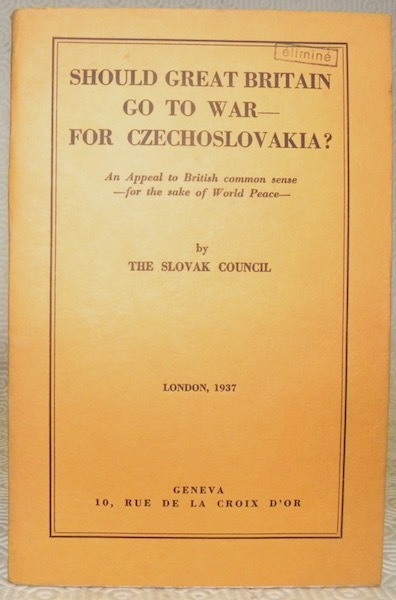 éliminé
SHOULD GREAT BRITAIN
GO TO WAR—
FOR CZECHOSLOVAKIA?
An Appeal to British common sense
—for the sake of World Peace—
by
THE SLOVAK COUNCIL
LONDON, 1937
GENEVA
10, RUE DE LA CROIX D'OR